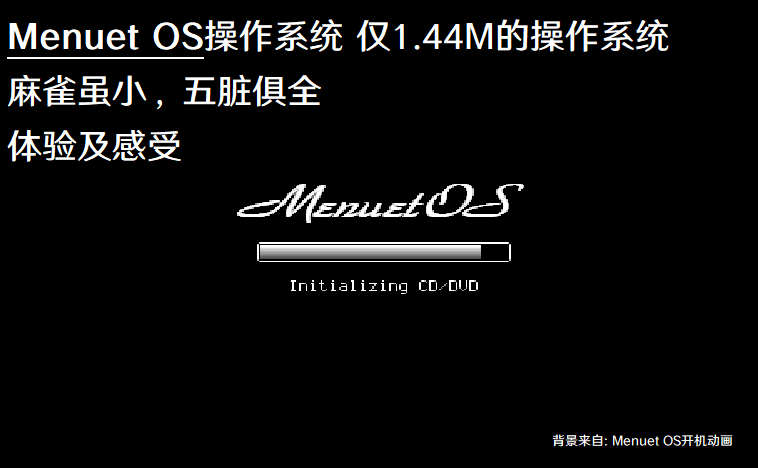 Menuet OS操作系统 仅1.44M的操作系统
麻雀虽小，五脏俱全
体验及感受
MenuetOS
Initializing CD/DVD
背景来自: Menuet OS开机动画